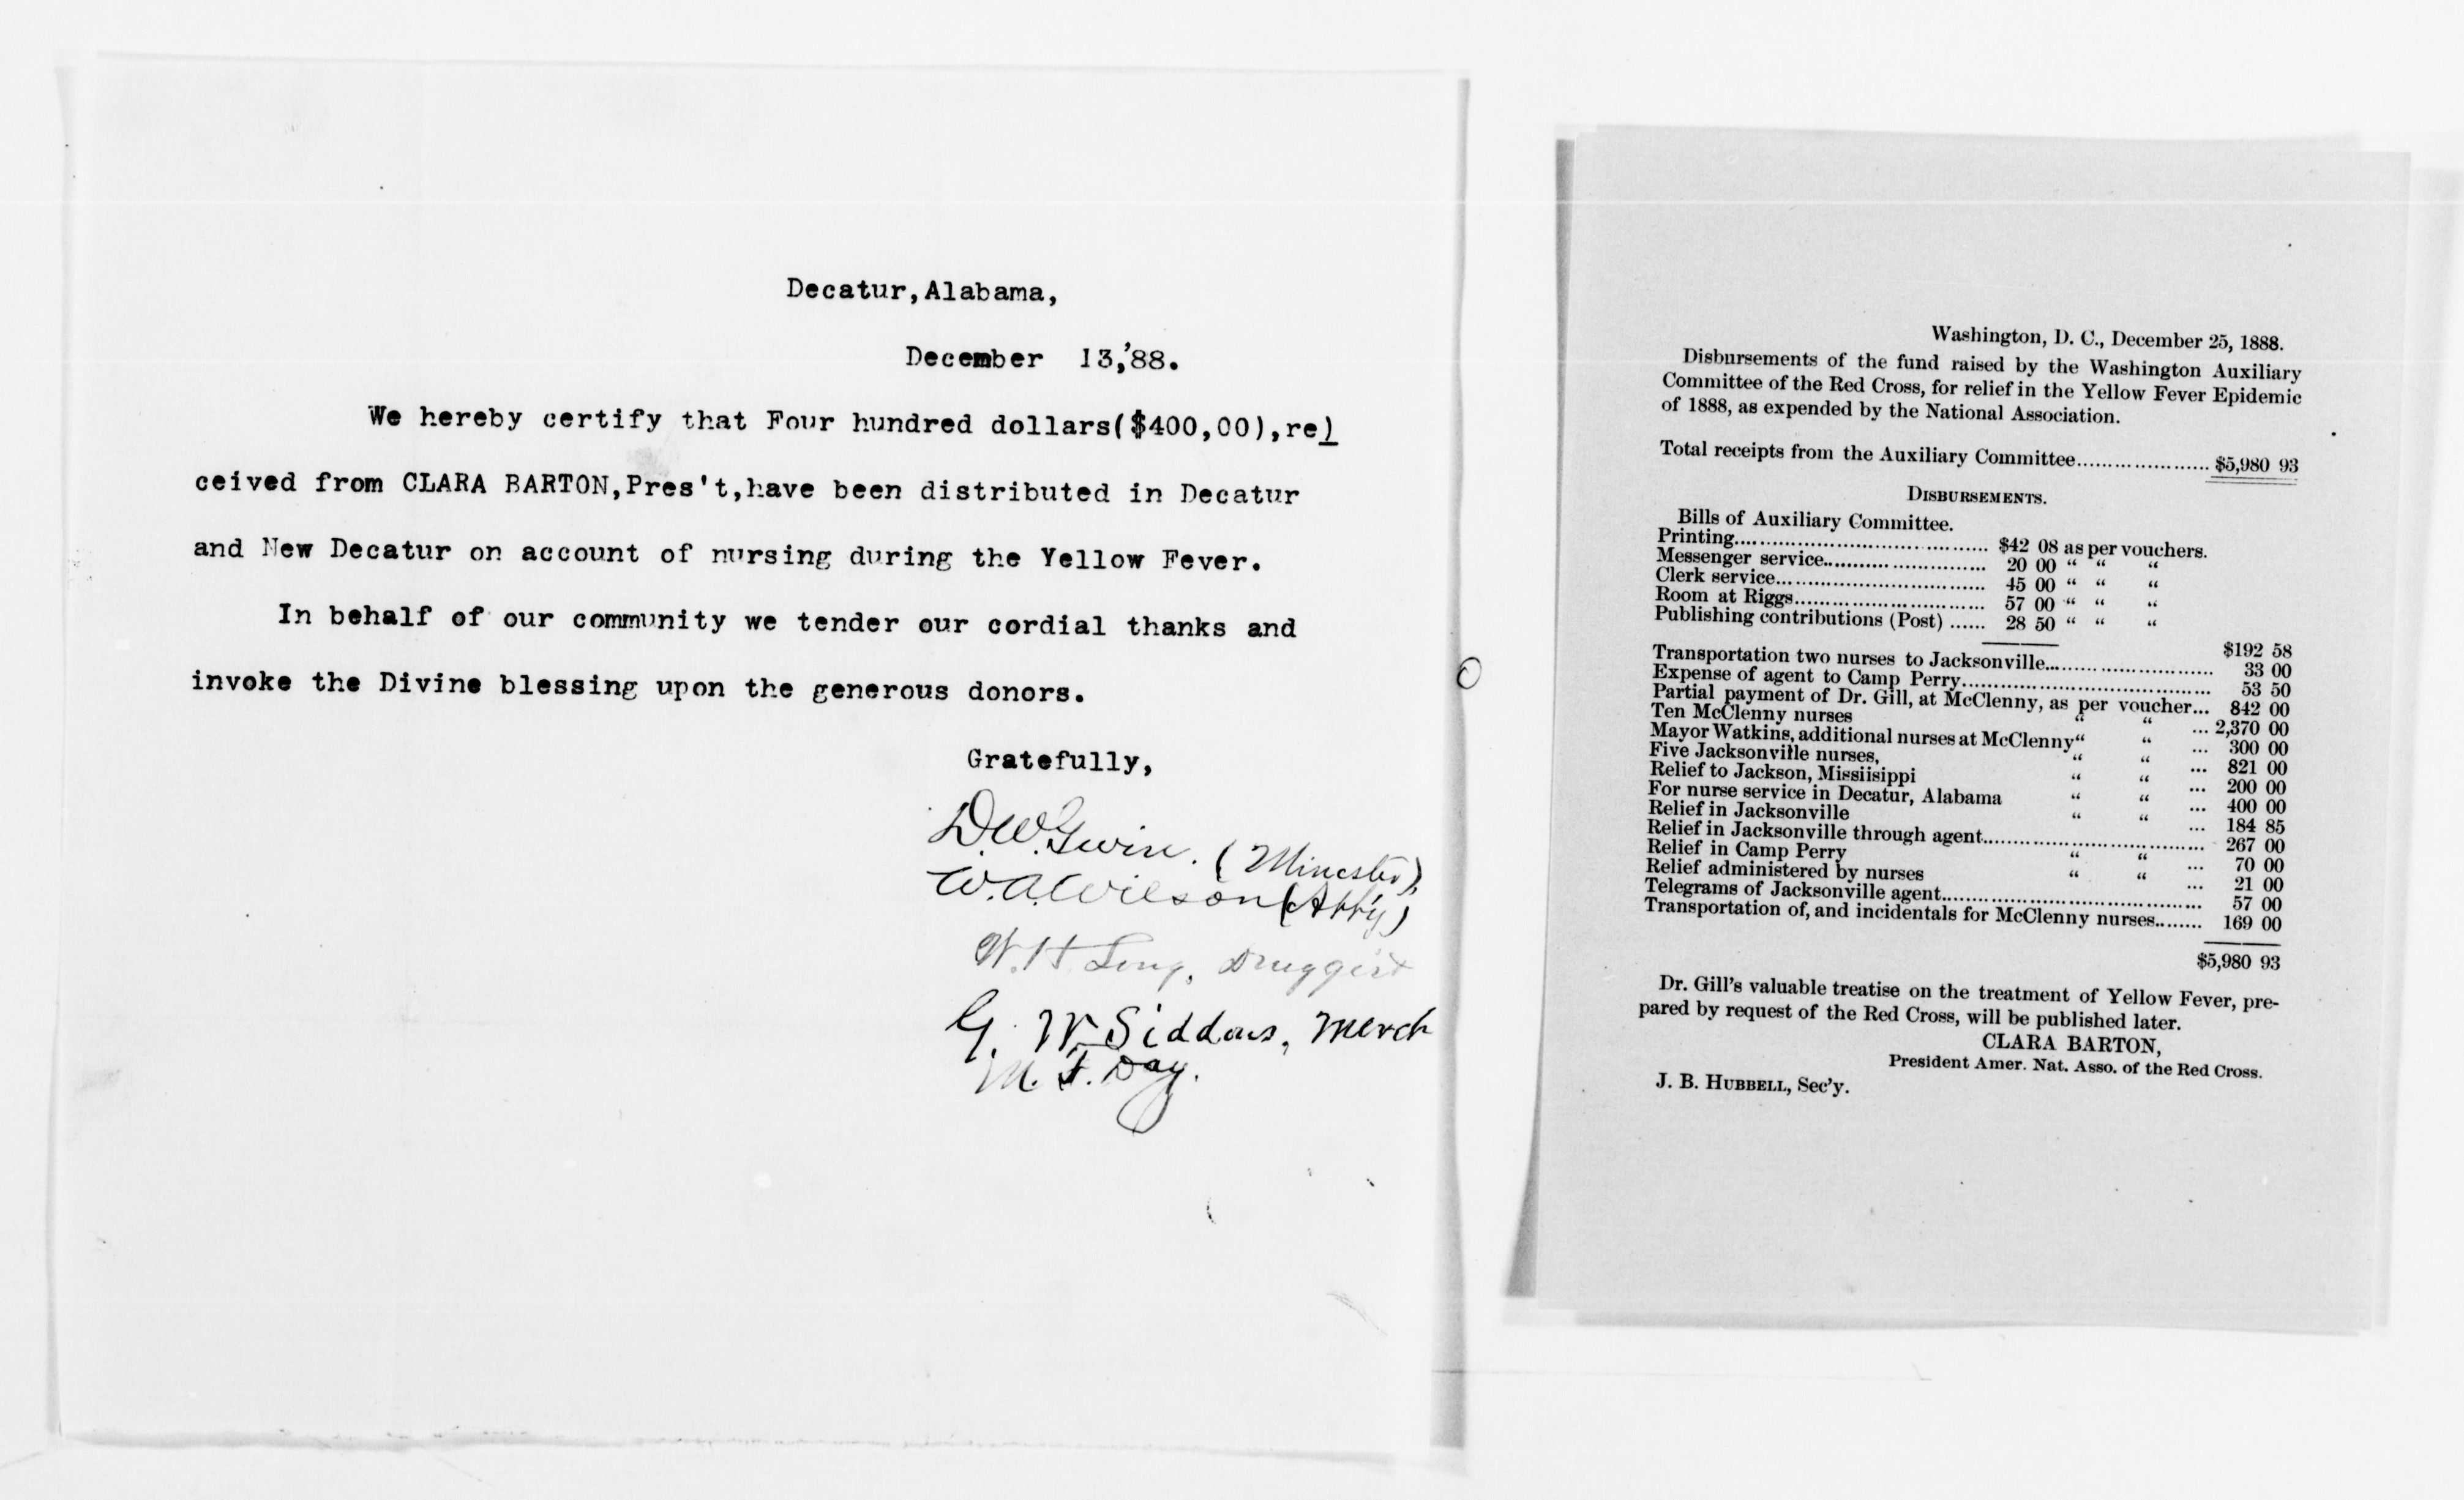 Decatur,Alabama,
December 13,'88.
We hereby certify that Four hundred dollars($400,00),re)
ceived from CLARA BARTON,Pres't,have been distributed in Decatur
and New Decatur on account of nursing during the Yellow Fever.
In behalf of our community we tender our cordial thanks and
invoke the Divine blessing upon the generous donors.
Gratefully,
D.W. Gwin. (Minester),
W.A. Wilson (Att'y)
W.H. Long, Druggist
G. W. Siddons, Merch
M. F. Day.
Washington, D. C., December 25, 1888.
Disbursements of the fund raised by the Washington Auxiliary
Committee of the Red Cross, for relief in the Yellow Fever Epidemic
of 1888, as expended by the National Association.
Total receipts from the Auxiliary Committee..................... $5,980 93
DISBURSEMENTS.
Bills of Auxiliary Committee.
Printing......................................... $42 08 as per vouchers.
Messenger service.......................... 20 00 “ “ “
Clerk service.................................. 45 00 “ “ “
Room at Riggs............................... 57 00 “ “ “
Publishing contributions (Post) ...... 28 50 “ “ “
$192 58
Transportation two nurses to Jacksonville........................... 33 00
Expense of agent to Camp Perry........................................ 53 50
Partial payment of Dr. Gill, at McClenny, as per voucher... 842 00
Ten McClenny nurses “ “ ... 2,370 00
Mayor Watkins, additional nurses at McClenny “ “ ... 300 00
Five Jacksonville nurses, “ “ ... 821 00
Relief to Jackson, Missiisippi “ “ ... 200 00
For nurse service in Decatur, Alabama “ “ ... 400 00
Relief in Jacksonville “ “ ... 184 85
Relief in Jacksonville through agent.................................... 267 00
Relief in Camp Perry “ “ ... 70 00
Relief administered by nurses “ “ ... 21 00
Telegrams of Jacksonville agent.......................................... 57 00
Transportation of, and incidentals for McClenny nurses........ 169 00
$5,980 93
Dr. Gill's valuable treatise on the treatment of Yellow Fever, pre-
pared by request of the Red Cross, will be published later.
CLARA BARTON,
President Amer. Nat. Asso. of the Red Cross.
J. B. HUBBELL, Sec'y.